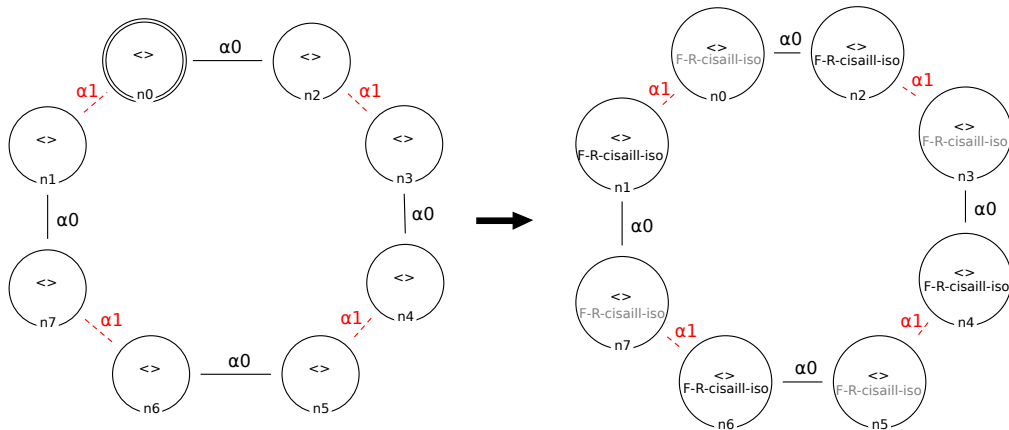 <>
n0
α0
<>
n2
α1
α1
<>
n1
<>
n3
α0
α0
<>
n7
<>
n4
α1
α1
<>
n6
α0
<>
n5
<>
F-R-cisaill-iso
n0
α0
<>
F-R-cisaill-iso
n2
α1
α1
<>
F-R-cisaill-iso
n1
<>
F-R-cisaill-iso
n3
α0
α0
<>
F-R-cisaill-iso
n7
<>
F-R-cisaill-iso
n4
α1
α1
<>
F-R-cisaill-iso
n6
α0
<>
F-R-cisaill-iso
n5